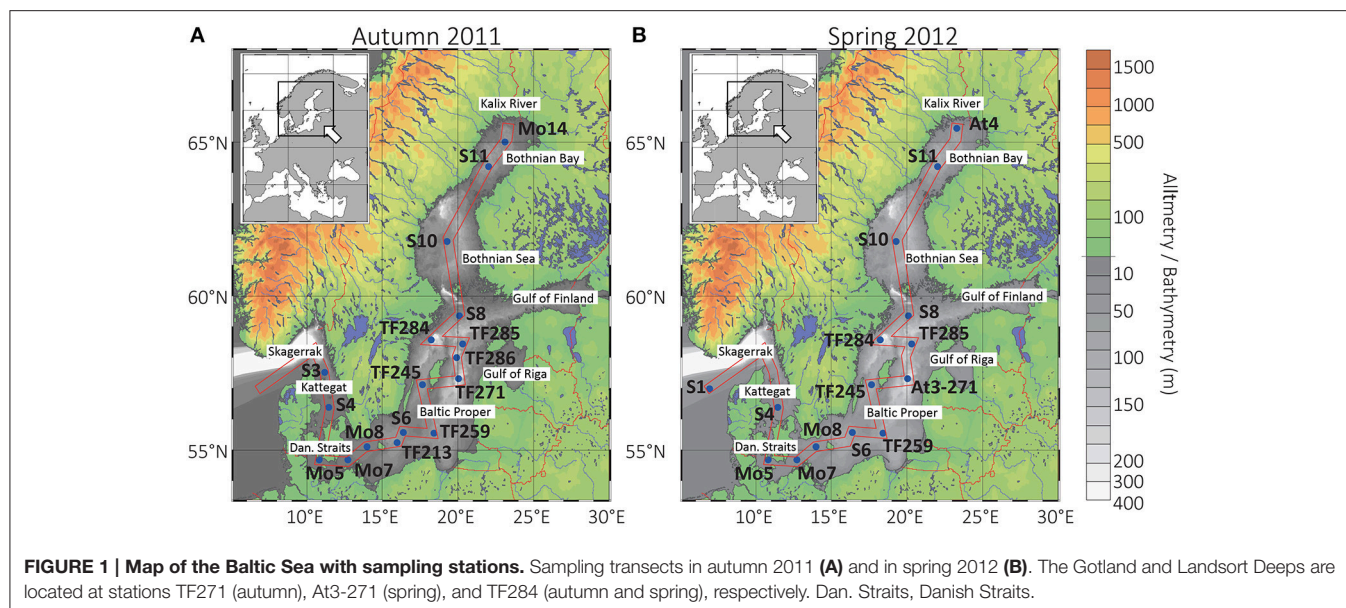 A
Autumn 2011
Kalix River
Mo14
65°N
S11
Bothnian Bay
S10
Bothnian Sea
60°N
Gulf of Finland
S8
TF284
TF285
Skagerrak
TF286
S3
TF245
Gulf of Riga
Kattegat
TF271
S4
S6
Baltic Proper
Mo8
TF259
55°N
Dan. Straits
TF213
Mo5
Mo7
10°E
15°E
20°E
25°E
30°E
B
Spring 2012
Kalix River
At4
65°N
S11
Bothnian Bay
S10
Bothnian Sea
60°N
Gulf of Finland
S8
TF284
TF285
Skagerrak
Gulf of Riga
S1
TF245
Kattegat
At3-271
S4
Baltic Proper
Mo8
55°N
Dan. Straits
S6
TF259
Mo5
Mo7
10°E
15°E
20°E
25°E
30°E
1500
1000
500
100
10
50
100
150
200
300
400
Alltmetry / Bathymetry (m)
FIGURE 1 | Map of the Baltic Sea with sampling stations. Sampling transects in autumn 2011 (A) and in spring 2012 (B). The Gotland and Landsort Deeps are
located at stations TF271 (autumn), At3-271 (spring), and TF284 (autumn and spring), respectively. Dan. Straits, Danish Straits.